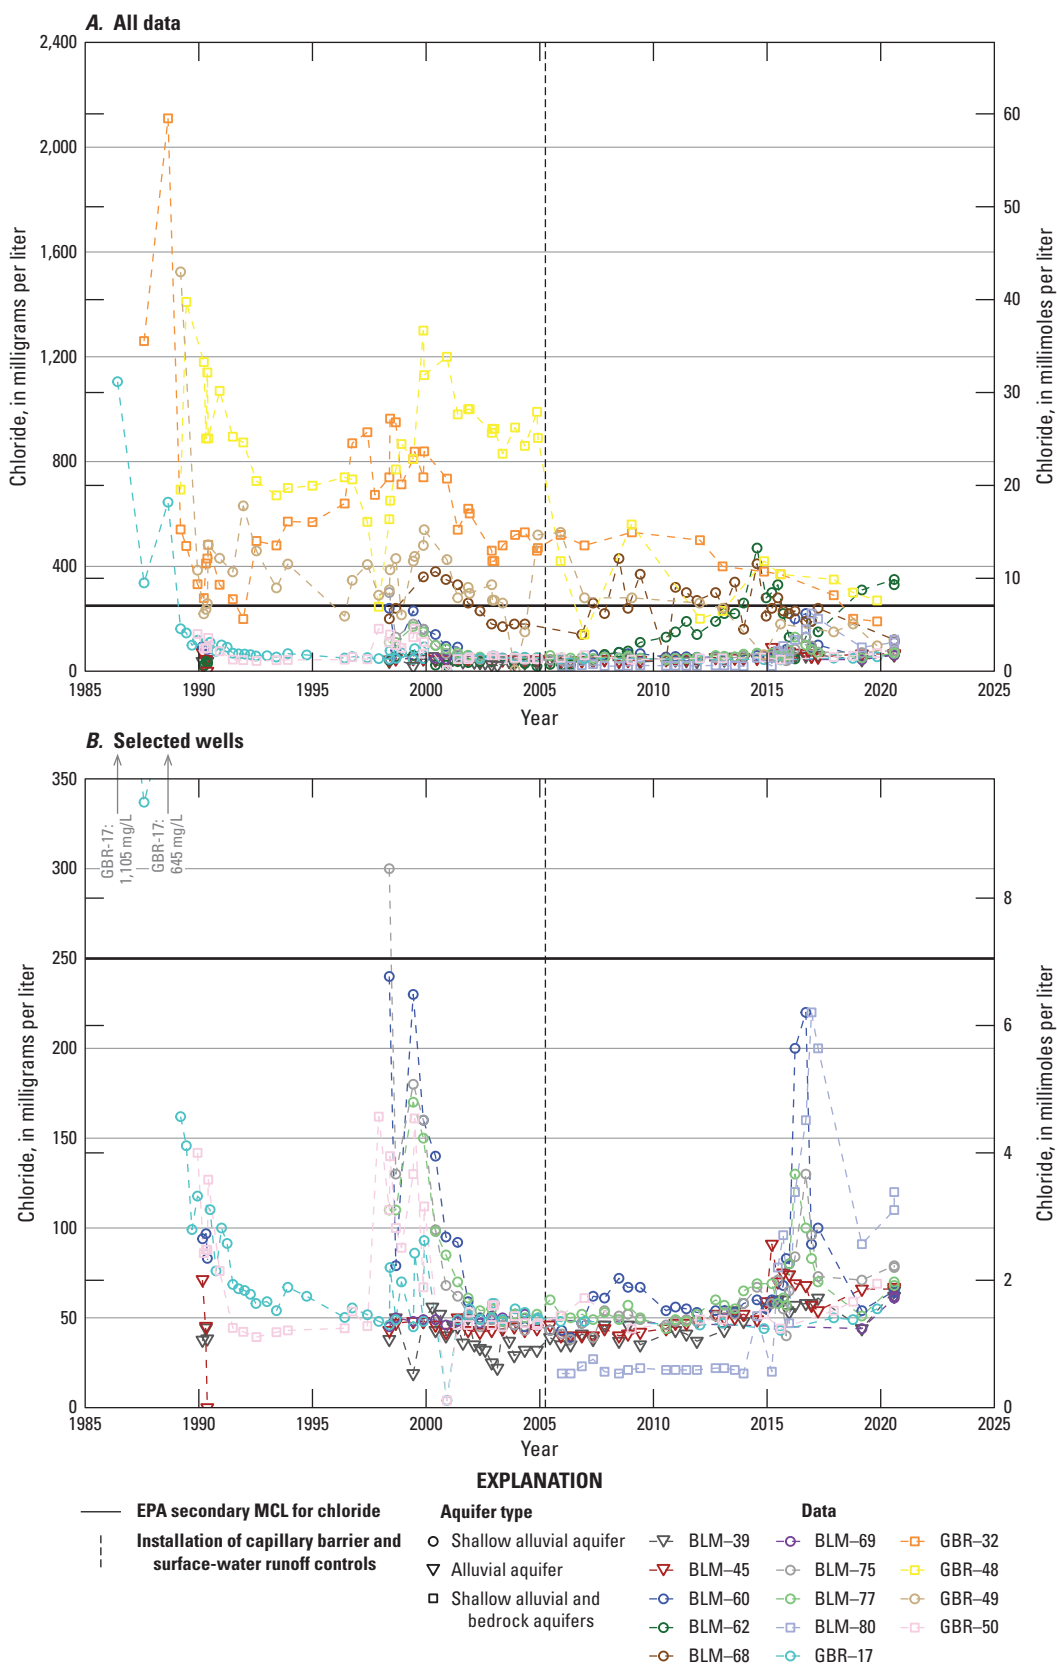 A. All data
2,400
2,000
1,600
1,200
800
400
0
Chloride, in milligrams per liter
60
50
40
30
20
10
0
Chloride, in millimoles per liter
1985 1990 1995 2000 2005 2010 2015 2020 2025
Year
B. Selected wells
350
300
250
200
150
100
50
0
Chloride, in milligrams per liter
GBR-17:
1,105 mg/L
GBR-17:
645 mg/L
8
6
4
2
0
Chloride, in millimoles per liter
1985 1990 1995 2000 2005 2010 2015 2020 2025
Year
EXPLANATION
EPA secondary MCL for chloride
Installation of capillary barrier and
surface-water runoff controls
Aquifer type
Shallow alluvial aquifer
Alluvial aquifer
Shallow alluvial and
bedrock aquifers
Data
BLM–39
BLM–45
BLM–60
BLM–62
BLM–68
BLM–69
BLM–75
BLM–77
BLM–80
GBR–17
GBR–32
GBR–48
GBR–49
GBR–50